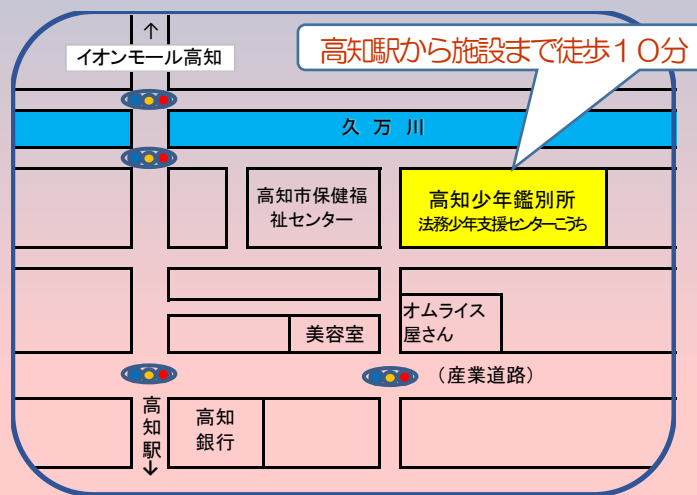 ↑
イオンモール高知
高知駅から施設まで徒歩10分
久万川
高知市保健福
祉センター
高知少年鑑別所
法務少年支援センターこうち
オムライス
屋さん
美容室
(産業道路)
高知駅↓
高知
銀行